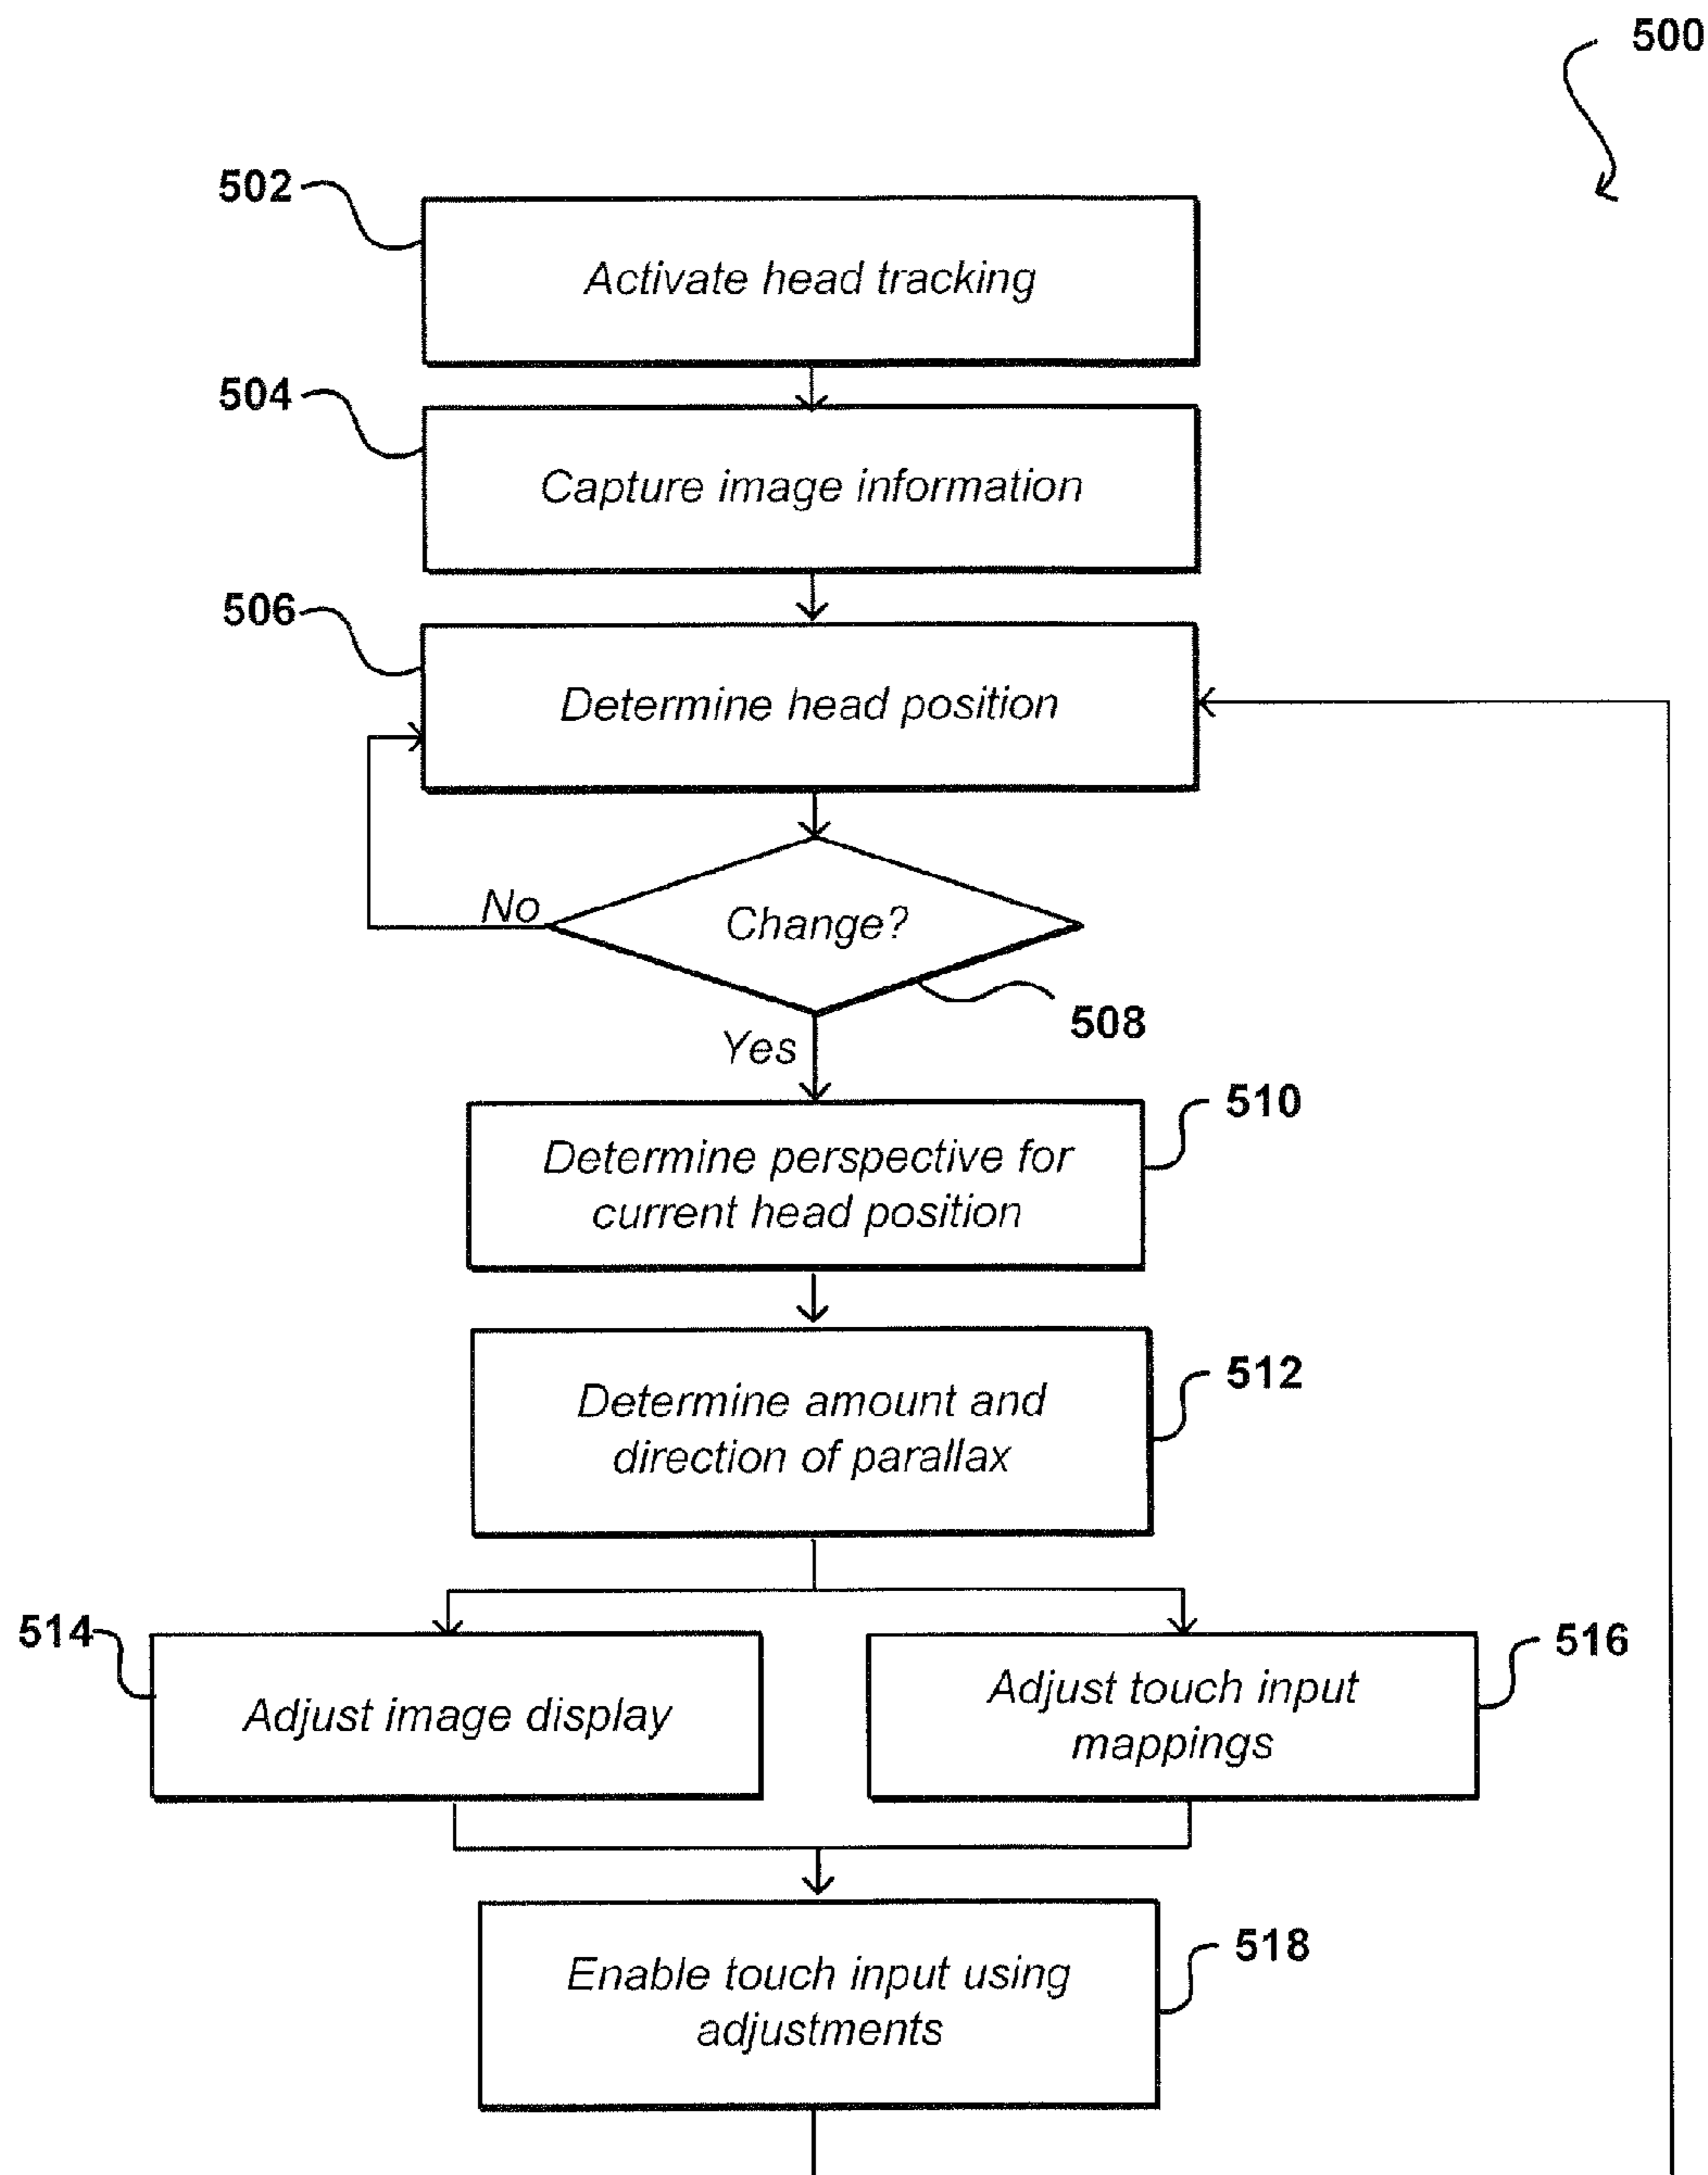 500
502
Activate head tracking
504
Capture image information
506
Determine head position
No
Change?
508
Yes
510
Determine perspective for
current head position
512
Determine amount and
direction of parallax
514
Adjust image display
516
Adjust touch input
mappings
518
Enable touch input using
adjustments